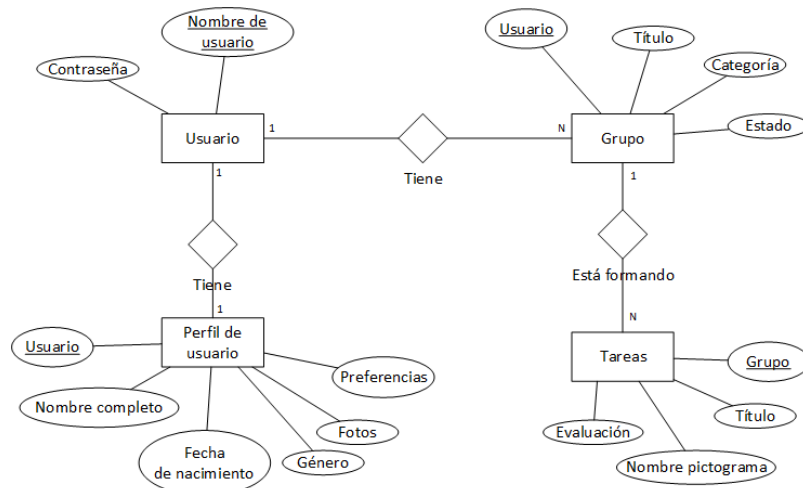 Nombre de
usuario
Usuario
Título
Contraseña
Categoría
Estado
Usuario
1
N
Grupo
Tiene
1
1
Tiene
Está formando
1
N
Usuario
Perfil de
usuario
Preferencias
Tareas
Grupo
Nombre completo
Título
Fotos
Evaluación
Fecha
de nacimiento
Género
Nombre pictograma